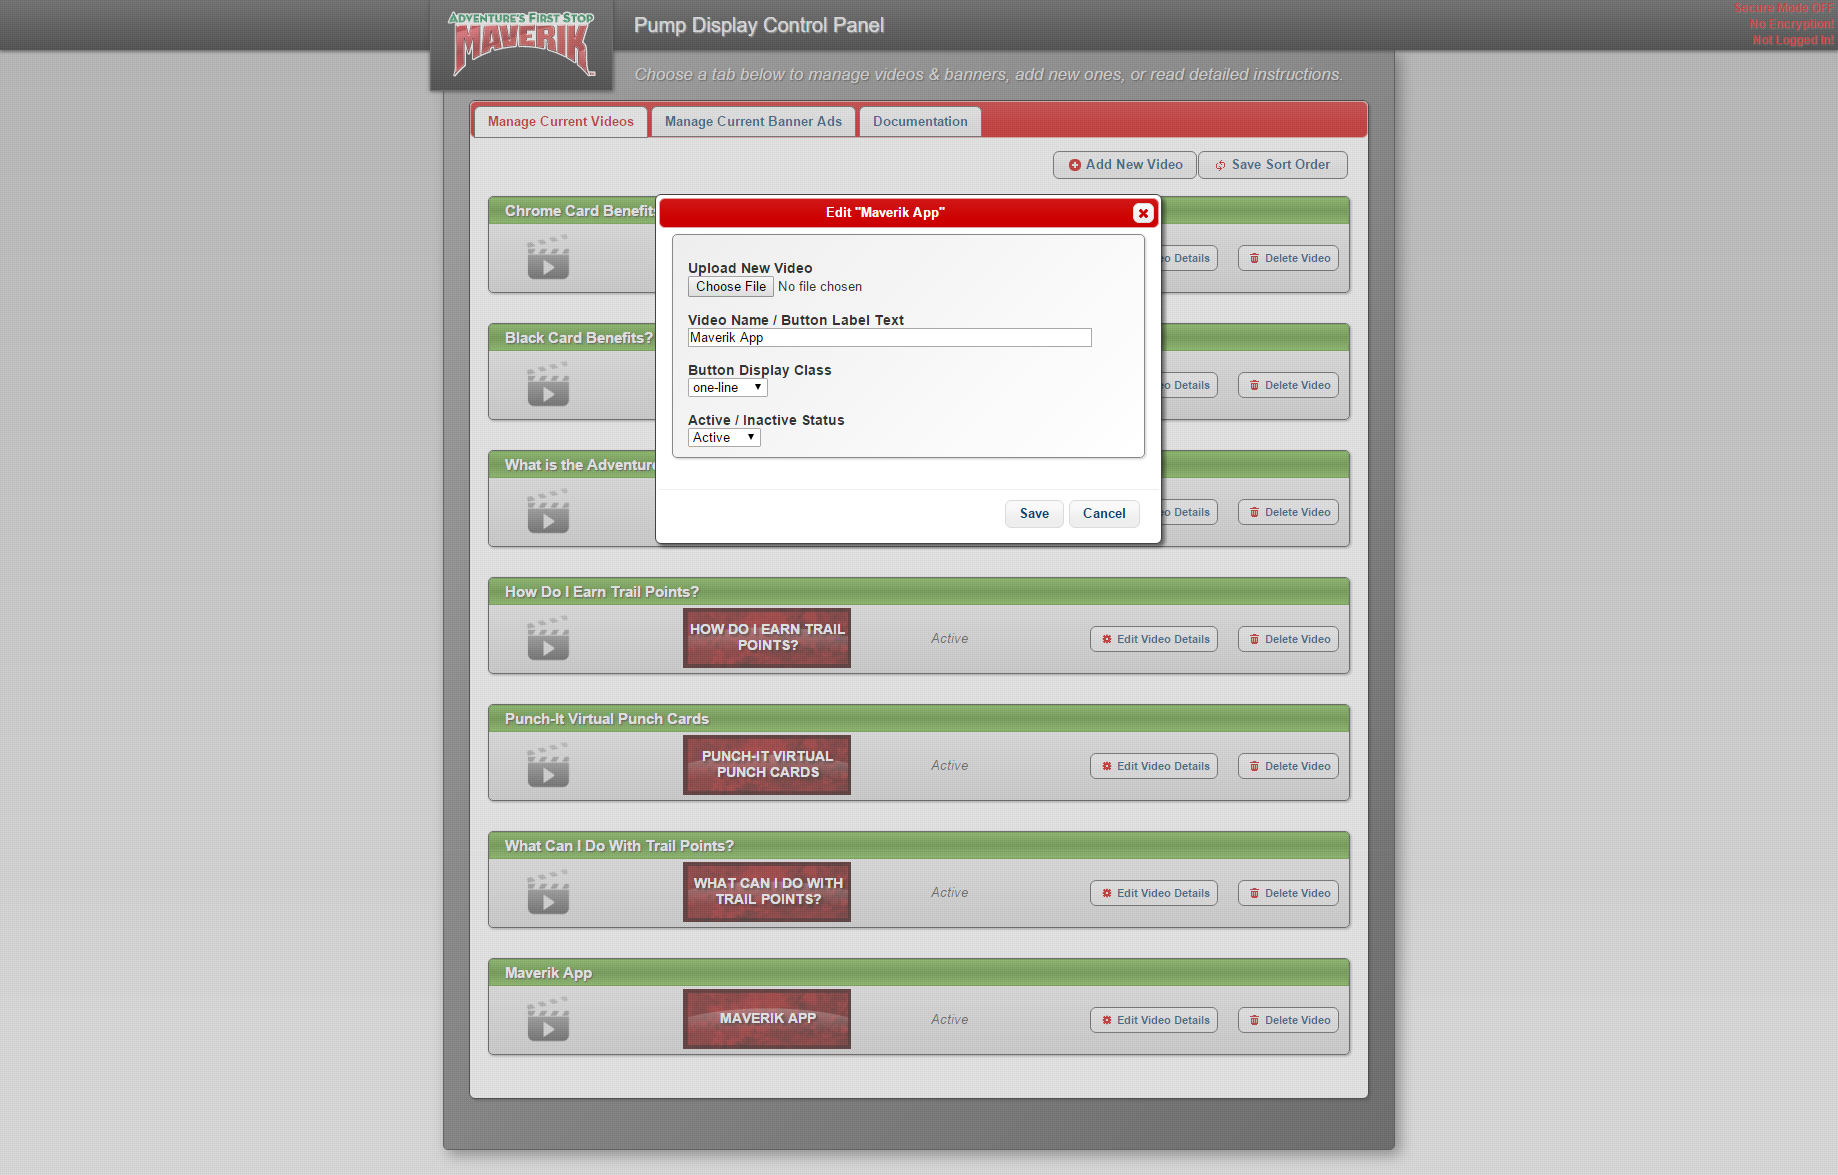 ADVENTURE'S FIRST STOP
MAVERIK
Pump Display Control Panel
Secure Mode OFF
No Encryption!
Not Logged In!
Choose a tab below to manage videos & banners, add new ones, or read detailed instructions.
Manage Current Videos
Manage Current Banner Ads
Documentation
Add New Video
Save Sort Order
Chrome Card Benefits
eo Details
Delete Video
Edit "Maverik App"
Upload New Video
Choose File No file chosen
Video Name / Button Label Text
Maverik App
Button Display Class
one-line
Active / Inactive Status
Active
Save
Cancel
Black Card Benefits?
eo Details
Delete Video
What is the Adventure
eo Details
Delete Video
How Do I Earn Trail Points?
HOW DO I EARN TRAIL
POINTS?
Active
Edit Video Details
Delete Video
Punch-It Virtual Punch Cards
PUNCH-IT VIRTUAL
PUNCH CARDS
Active
Edit Video Details
Delete Video
What Can I Do With Trail Points?
WHAT CAN I DO WITH
TRAIL POINTS?
Active
Edit Video Details
Delete Video
Maverik App
MAVERIK APP
Active
Edit Video Details
Delete Video